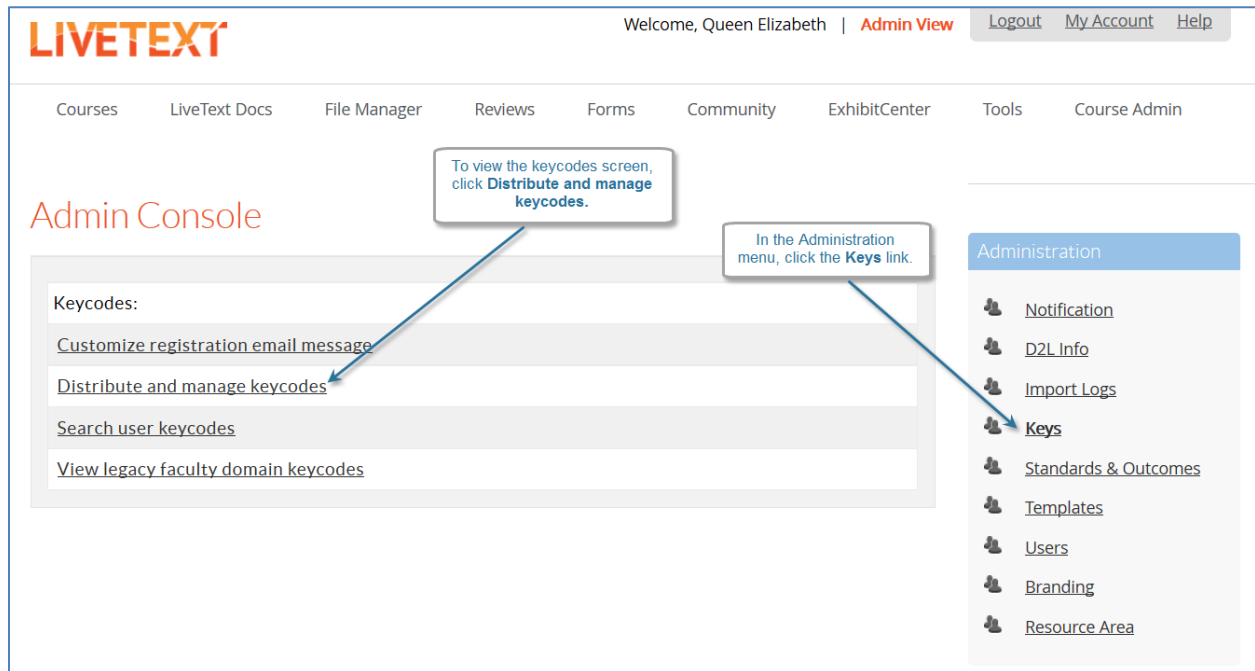 LIVETEXT
Welcome, Queen Elizabeth | Admin View
Logout My Account Help
Courses LiveText Docs File Manager Reviews Forms Community ExhibitCenter Tools Course Admin
To view the keycodes screen,
click Distribute and manage
keycodes.
Admin Console
In the Administration
menu, click the Keys link.
Keycodes:
Customize registration email message
Distribute and manage keycodes
Search user keycodes
View legacy faculty domain keycodes
Administration
Notification
D2L Info
Import Logs
Keys
Standards & Outcomes
Templates
Users
Branding
Resource Area